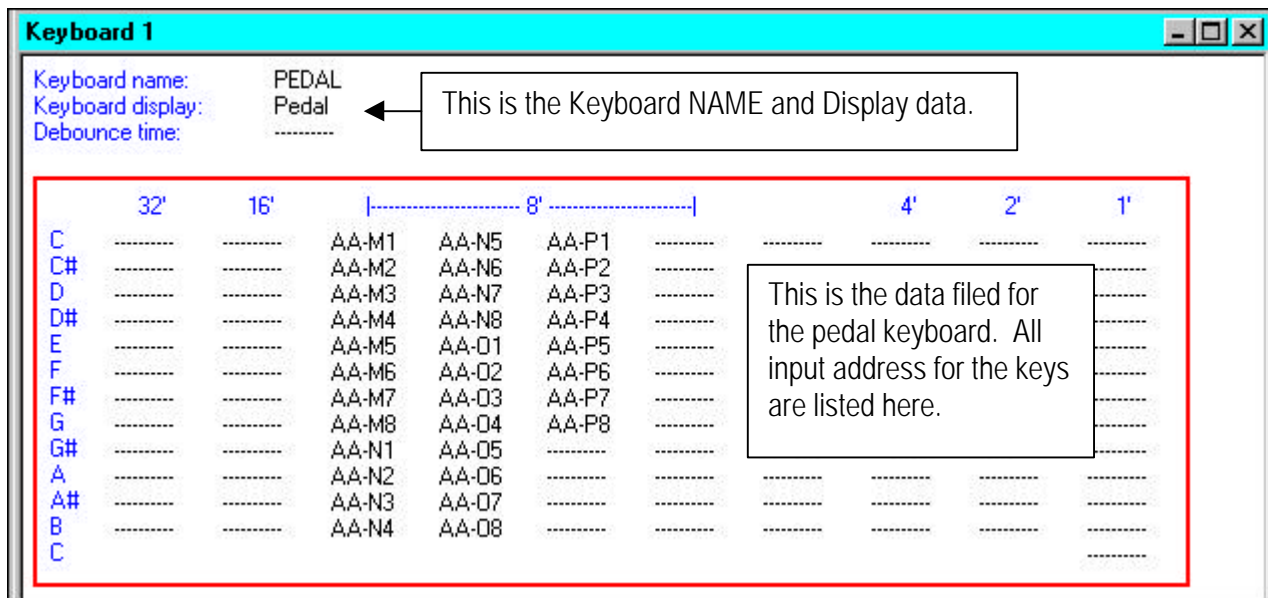 Keyboard 1
Keyboard name: PEDAL
Keyboard display: Pedal
Debounce time: ----------
This is the Keyboard NAME and Display data.
32' 16' |----------------------- 8' ----------------------| 4' 2' 1'
C ---------- ---------- AA-M1 AA-N5 AA-P1 ---------- ---------- ---------- ---------- ----------
C# ---------- ---------- AA-M2 AA-N6 AA-P2 ---------- ----------
D ---------- ---------- AA-M3 AA-N7 AA-P3 ---------- ----------
D# ---------- ---------- AA-M4 AA-N8 AA-P4 ---------- ----------
E ---------- ---------- AA-M5 AA-O1 AA-P5 ---------- ----------
F ---------- ---------- AA-M6 AA-O2 AA-P6 ---------- ----------
F# ---------- ---------- AA-M7 AA-O3 AA-P7 ---------- ----------
G ---------- ---------- AA-M8 AA-O4 AA-P8 ---------- ----------
G# ---------- ---------- AA-N1 AA-O5 ---------- ---------- ----------
A ---------- ---------- AA-N2 AA-O6 ---------- ---------- ---------- ---------- ---------- ----------
A# ---------- ---------- AA-N3 AA-O7 ---------- ---------- ---------- ---------- ---------- ----------
B ---------- ---------- AA-N4 AA-O8 ---------- ---------- ---------- ---------- ---------- ----------
C ----------
This is the data filed for
the pedal keyboard. All
input address for the keys
are listed here.